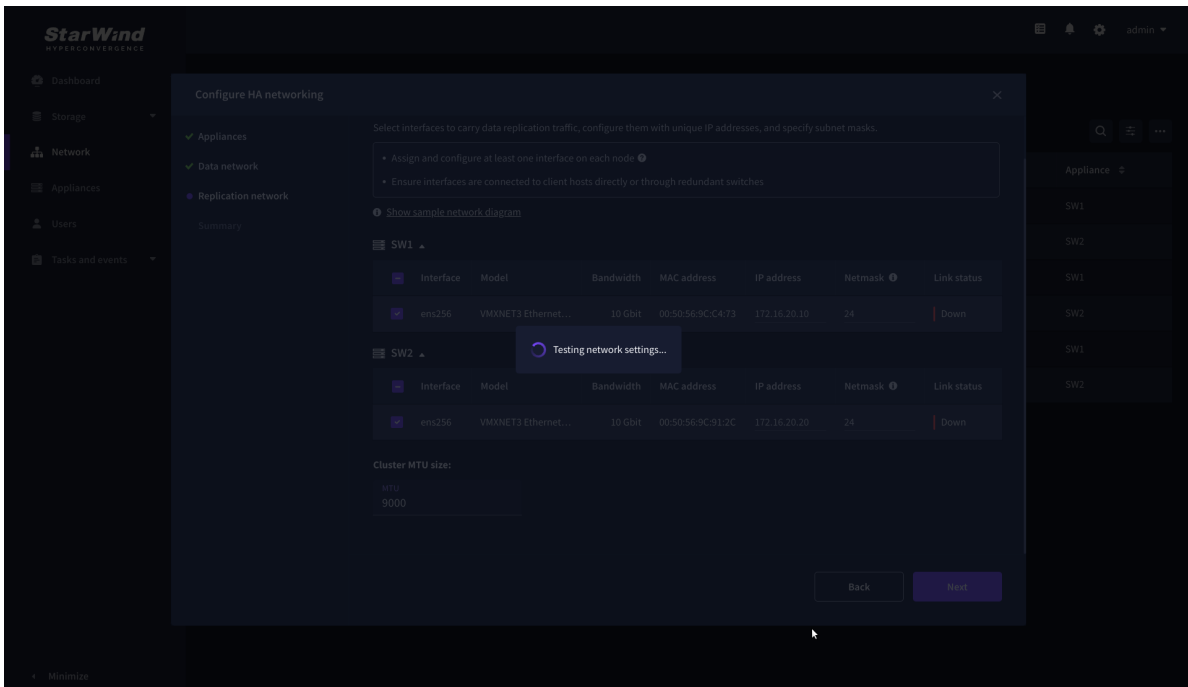 StarWind
HYPERCONVERGENCE
admin
Dashboard
Storage
Network
Appliances
Users
Tasks and events
Minimize
Configure HA networking
Appliances
Data network
Replication network
Summary
Select interfaces to carry data replication traffic, configure them with unique IP addresses, and specify subnet masks.
• Assign and configure at least one interface on each node
• Ensure interfaces are connected to client hosts directly or through redundant switches
Show sample network diagram
SW1
Interface Model Bandwidth MAC address IP address Netmask Link status
ens256 VMXNET3 Ethernet... 10 Gbit 00:50:56:9C:C4:73 172.16.20.10 24 Down
Testing network settings...
SW2
Interface Model Bandwidth MAC address IP address Netmask Link status
ens256 VMXNET3 Ethernet... 10 Gbit 00:50:56:9C:91:2C 172.16.20.20 24 Down
Cluster MTU size:
MTU
9000
Back Next
Appliance
SW1
SW2
SW1
SW2
SW1
SW2